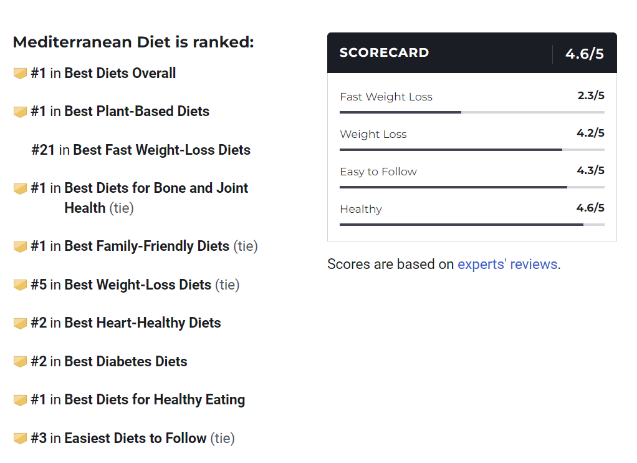 Mediterranean Diet is ranked:
#1 in Best Diets Overall
#1 in Best Plant-Based Diets
#21 in Best Fast Weight-Loss Diets
#1 in Best Diets for Bone and Joint
Health (tie)
#1 in Best Family-Friendly Diets (tie)
#5 in Best Weight-Loss Diets (tie)
#2 in Best Heart-Healthy Diets
#2 in Best Diabetes Diets
#1 in Best Diets for Healthy Eating
#3 in Easiest Diets to Follow (tie)
SCORECARD 4.6/5
Fast Weight Loss 2.3/5
Weight Loss 4.2/5
Easy to Follow 4.3/5
Healthy 4.6/5
Scores are based on experts' reviews.